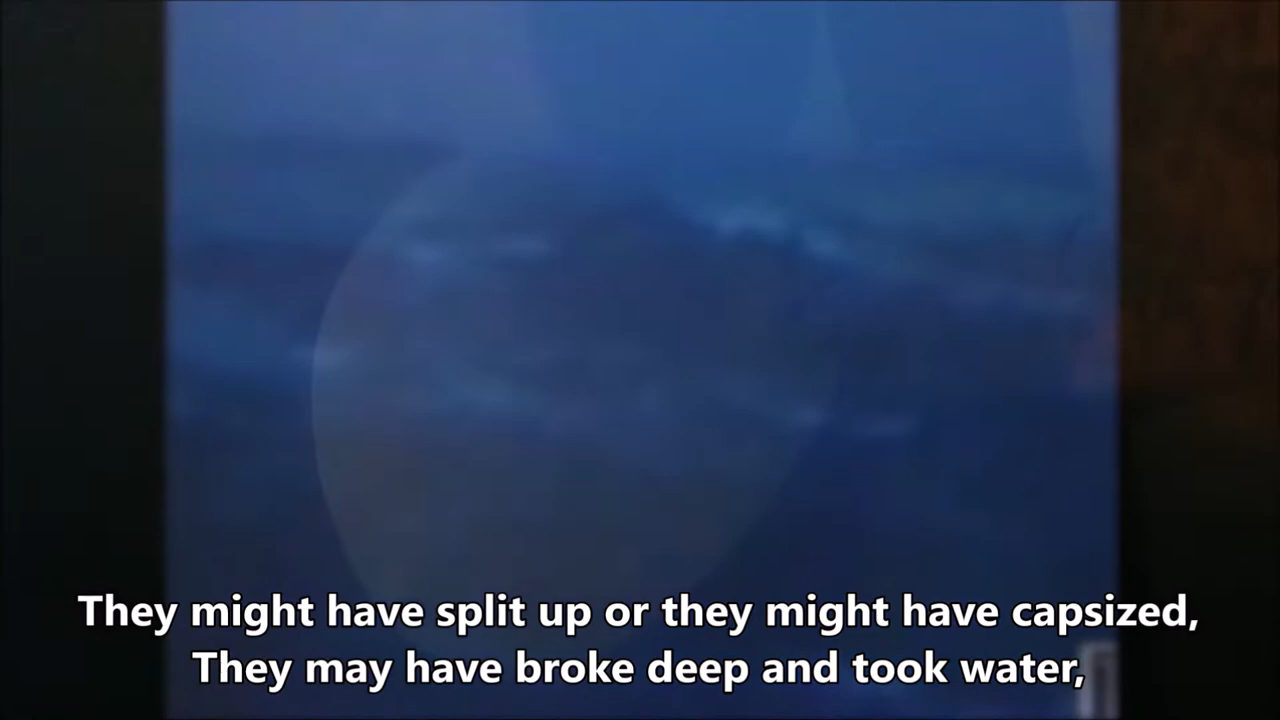 They might have split up or they might have capsized,
They may have broke deep and took water,